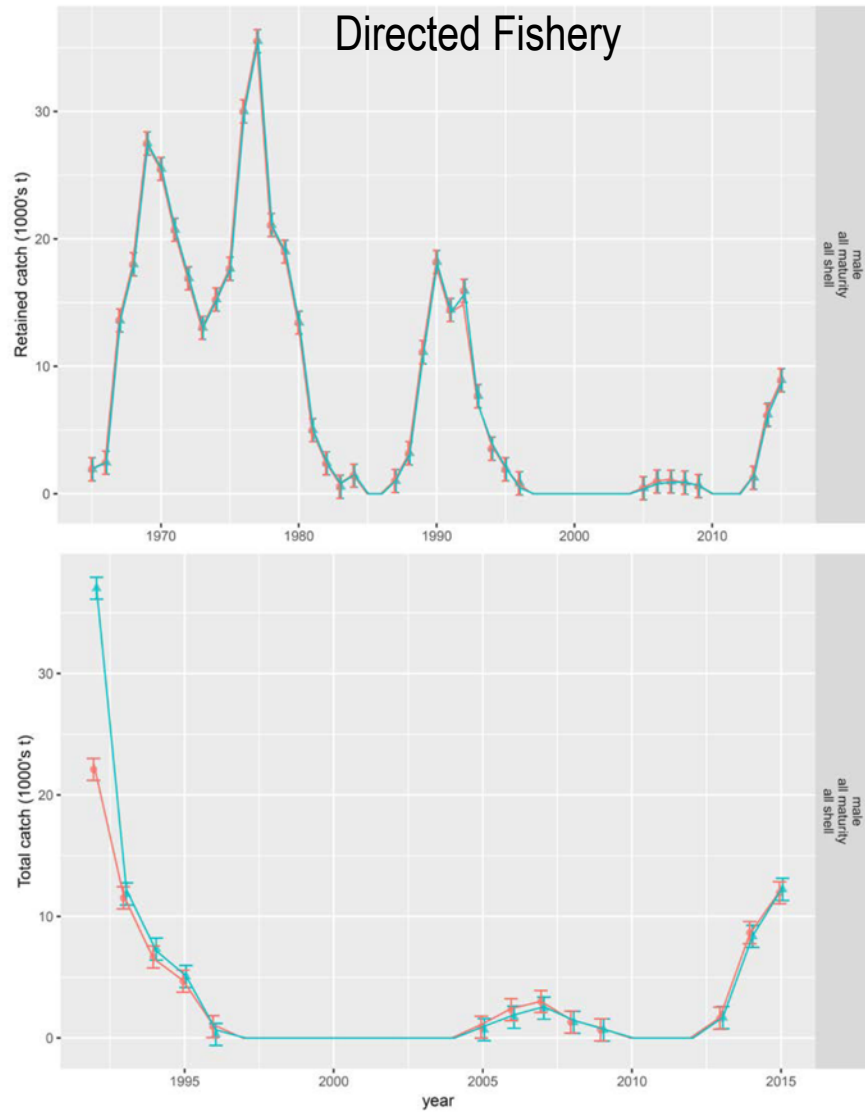 Directed Fishery
Retained catch (1000's t)
30
20
10
0
1970
1980
1990
2000
2010
male
all maturity
all shell
Total catch (1000's t)
30
20
10
0
1995
2000
2005
2010
2015
year
male
all maturity
all shell